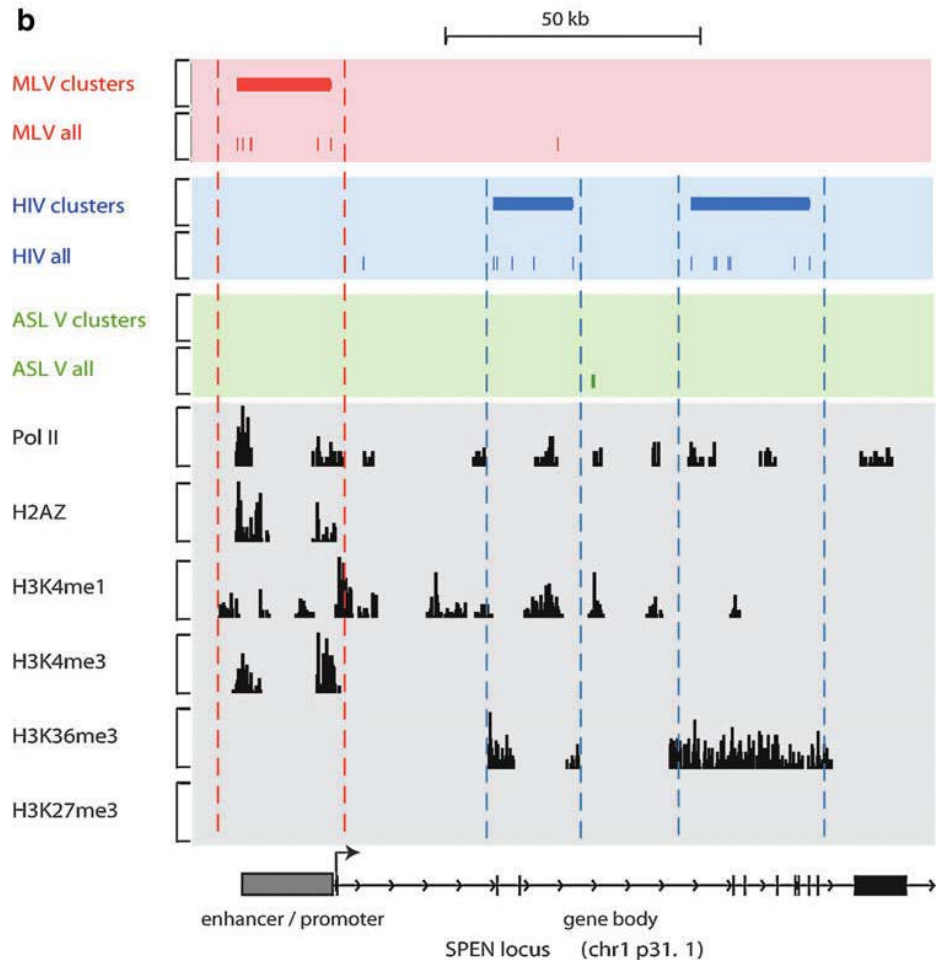 b
50 kb
MLV clusters
MLV all
HIV clusters
HIV all
ASL V clusters
ASL V all
Pol II
H2AZ
H3K4me1
H3K4me3
H3K36me3
H3K27me3
enhancer / promoter gene body
SPEN locus (chr1 p31. 1)